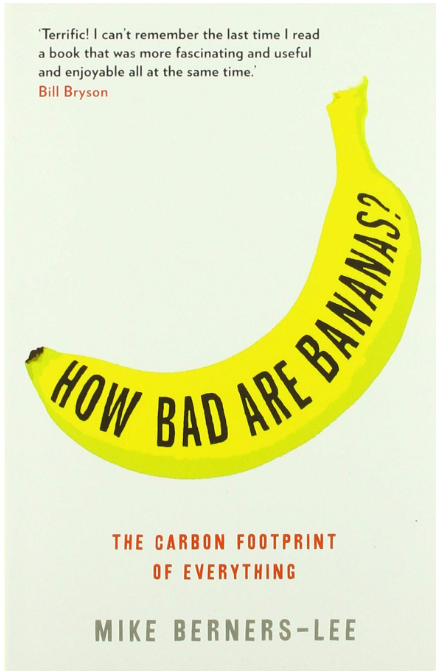 ‘Terrific! I can’t remember the last time I read
a book that was more fascinating and useful
and enjoyable all at the same time.’
Bill Bryson
HOW BAD ARE BANANAS?
THE CARBON FOOTPRINT
OF EVERYTHING
MIKE BERNERS-LEE